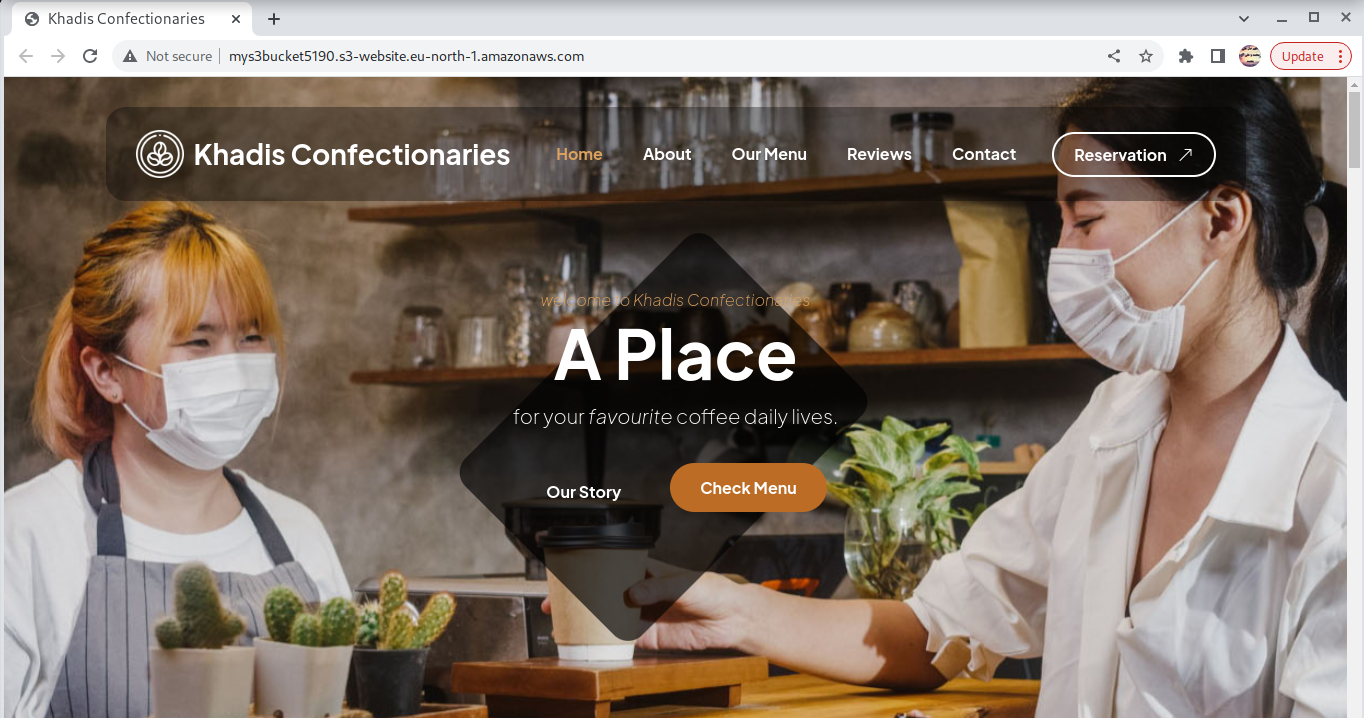 Khadis Confectionaries
Not secure mys3bucket5190.s3-website.eu-north-1.amazonaws.com Update
Khadis Confectionaries Home About Our Menu Reviews Contact Reservation
welcome to Khadis Confectionaries
A Place
for your favourite coffee daily lives.
Our Story Check Menu